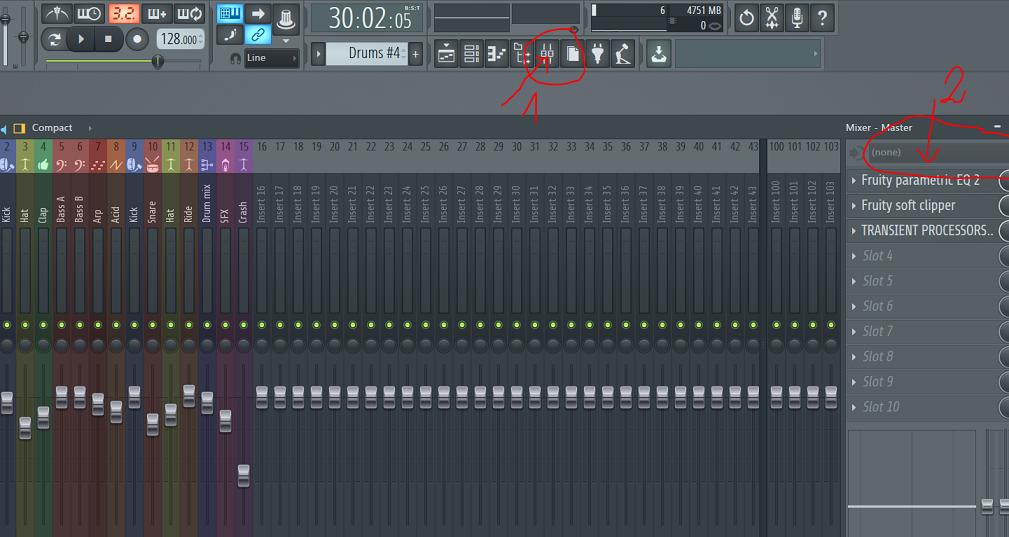 3.2.
30:02:05
B:S:T
6
4751 MB
0
128.000
Line
Drums #4
1
2
Compact
Mixer - Master
2 3 4 5 6 7 8 9 10 11 12 13 14 15 16 17 18 19 20 21 22 23 24 25 26 27 28 29 30 31 32 33 34 35 36 37 38 39 40 41 42 43 100 101 102 103
(none)
Kick
Hat
Clap
Bass A
Bass B
Arp
Acid
Kick
Snare
Hat
Ride
Drum mix
SFX
Crash
Insert 16
Insert 17
Insert 18
Insert 19
Insert 20
Insert 21
Insert 22
Insert 23
Insert 24
Insert 25
Insert 26
Insert 27
Insert 28
Insert 29
Insert 30
Insert 31
Insert 32
Insert 33
Insert 34
Insert 35
Insert 36
Insert 37
Insert 38
Insert 39
Insert 40
Insert 41
Insert 42
Insert 43
Insert 100
Insert 101
Insert 102
Insert 103
Fruity parametric EQ 2
Fruity soft clipper
TRANSIENT PROCESSORS..
Slot 4
Slot 5
Slot 6
Slot 7
Slot 8
Slot 9
Slot 10